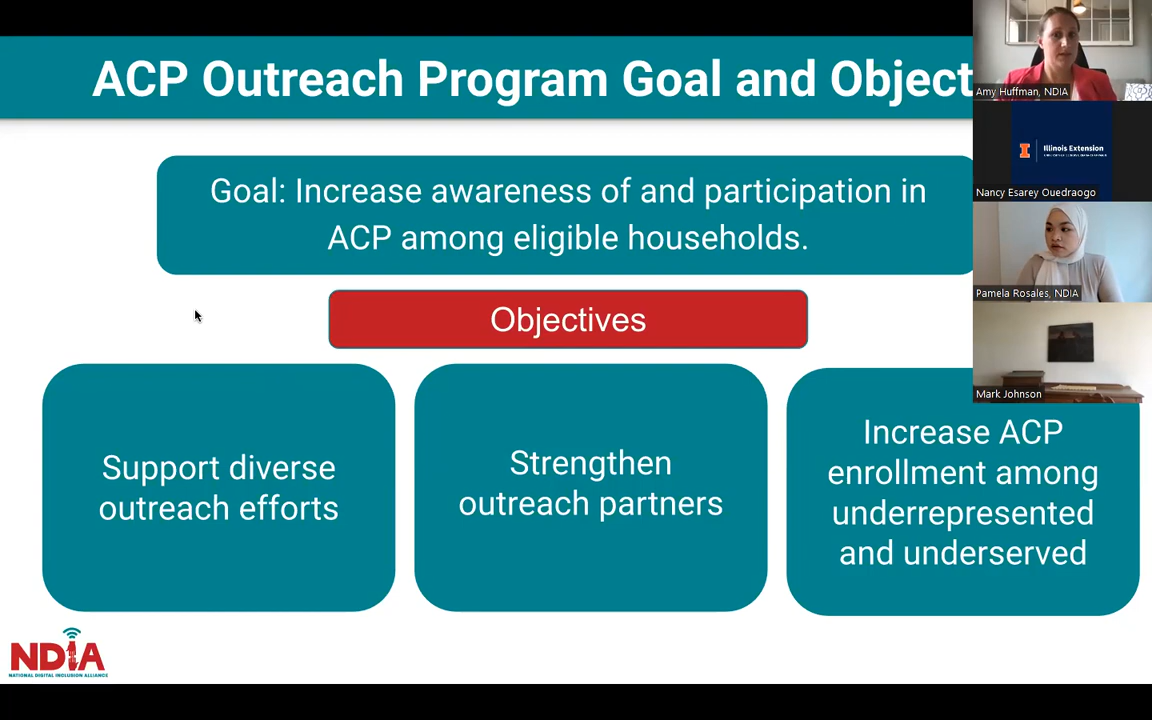 ACP Outreach Program Goal and Object
Goal: Increase awareness of and participation in
ACP among eligible households.
Objectives
Support diverse
outreach efforts
Strengthen
outreach partners
Increase ACP
enrollment among
underrepresented
and underserved
Amy Huffman, NDIA
Illinois Extension
Nancy Esarey Ouedraogo
Pamela Rosales, NDIA
Mark Johnson
NDIA
NATIONAL DIGITAL INCLUSION ALLIANCE